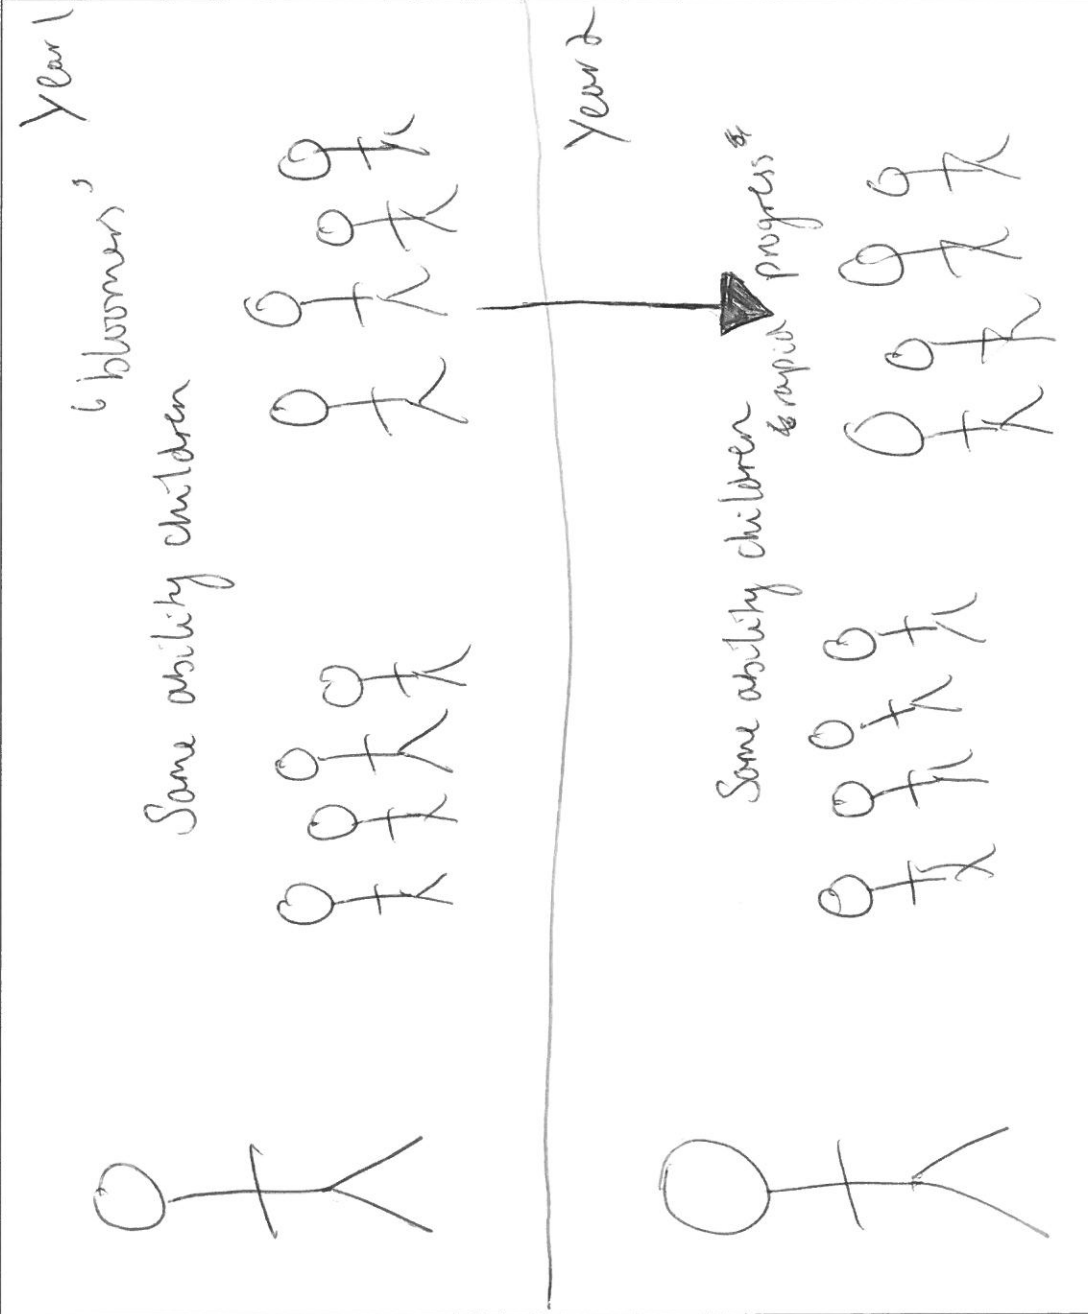 Year 1
'bloomers'
Same ability children
Year 2
Same ability children
*rapid progress*